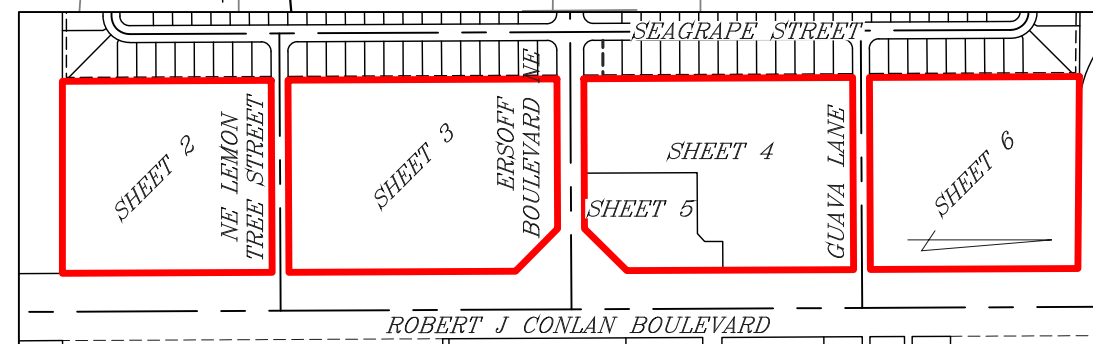 SEAGRAPE STREET
SHEET 2
NE LEMON
TREE STREET
SHEET 3
ERSOFF
BOULEVARD NE
SHEET 4
SHEET 5
GUAVA LANE
SHEET 6
ROBERT J CONLAN BOULEVARD